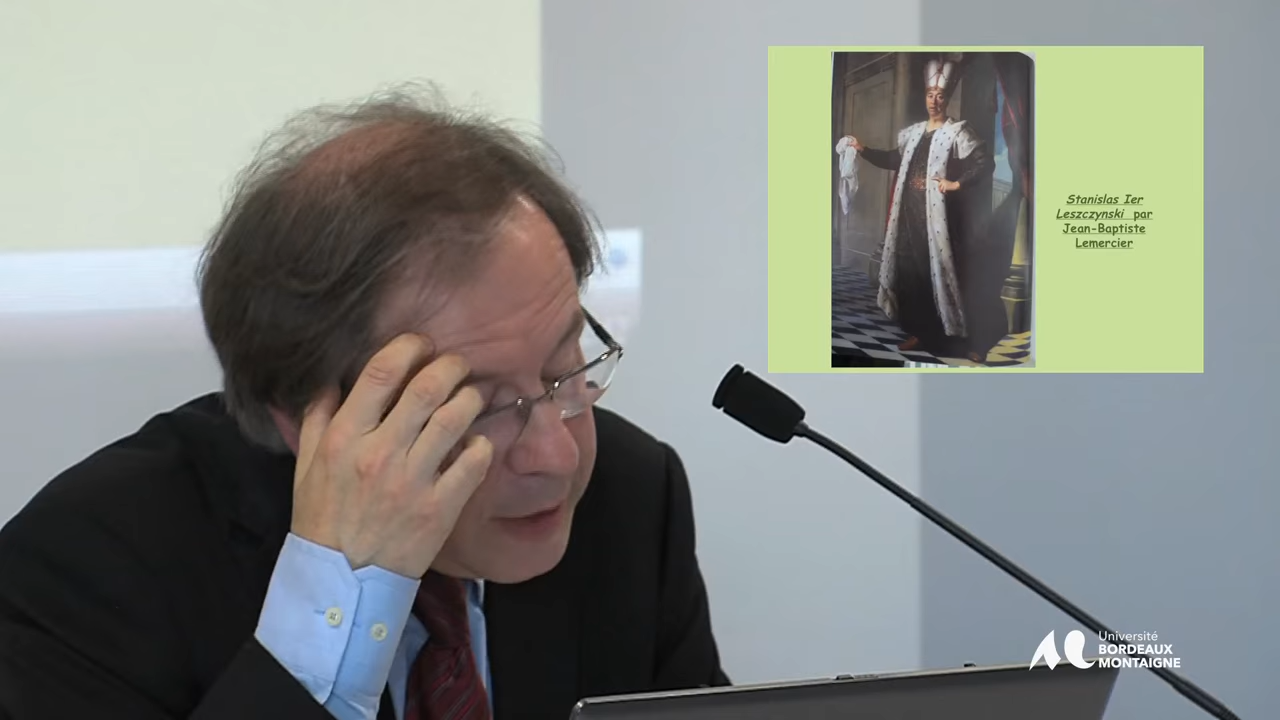 Stanislas Ier
Leszczynski par
Jean-Baptiste
Lemercier
Université
BORDEAUX
MONTAIGNE